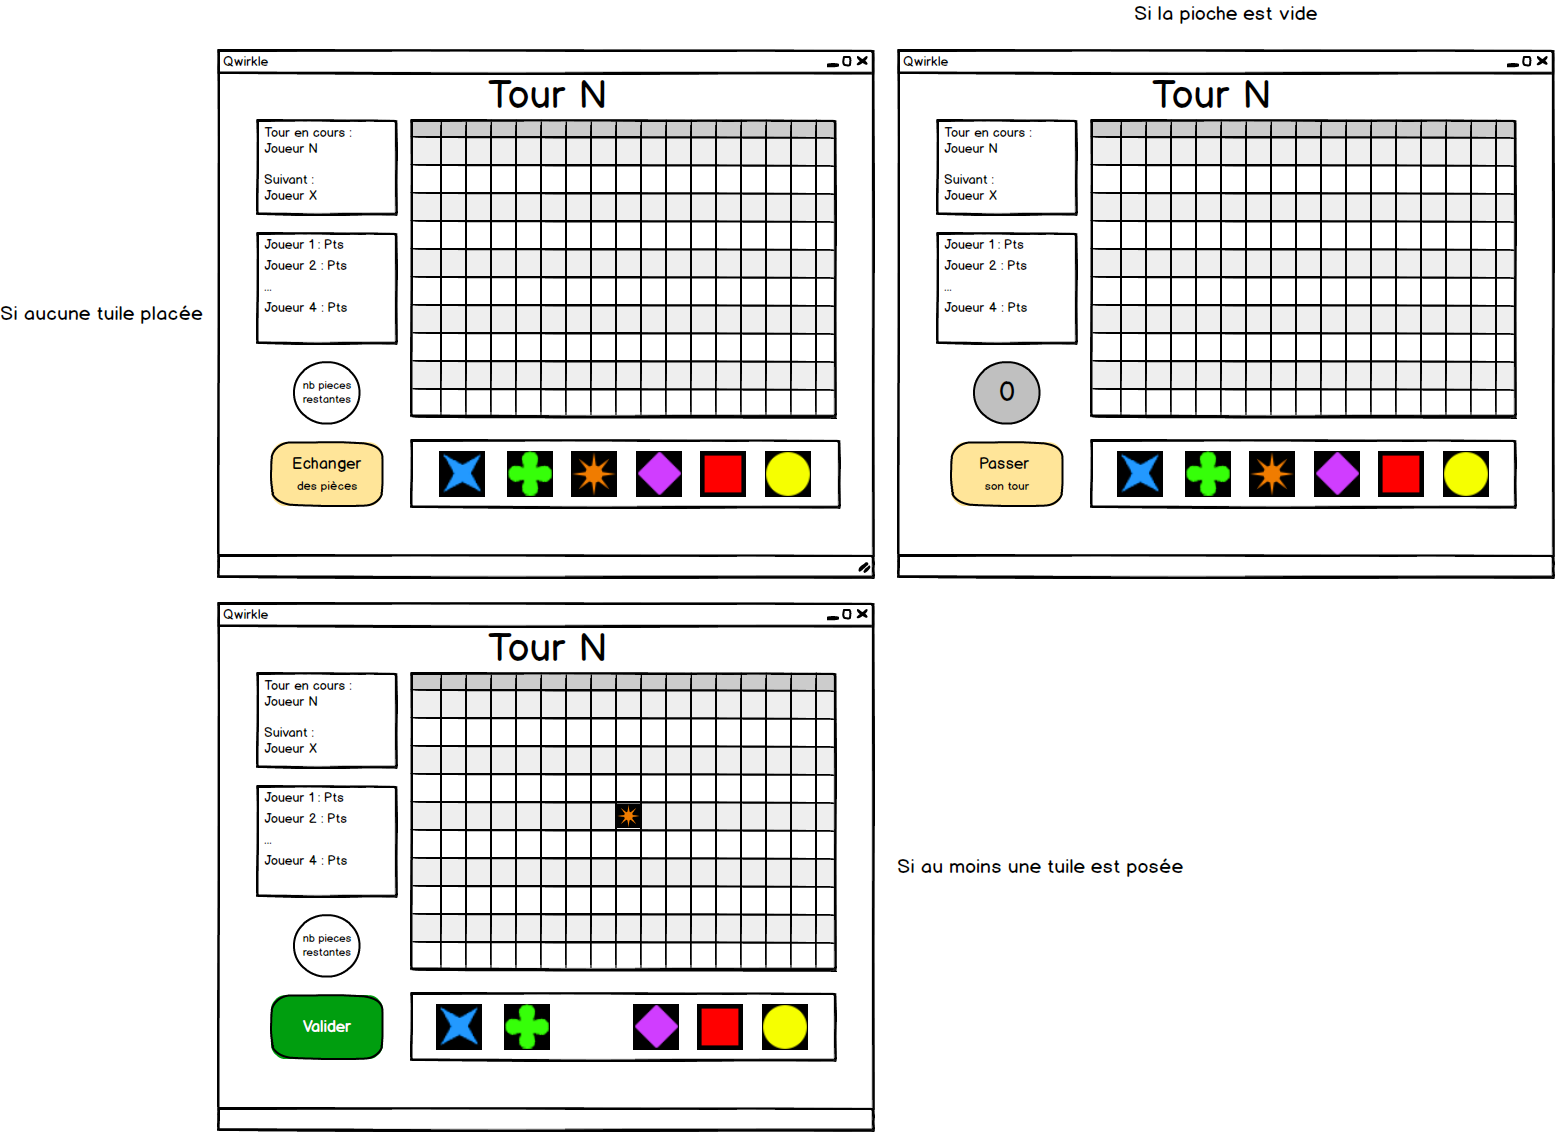 Si la pioche est vide
Qwirkle
Tour N
Tour en cours :
Joueur N
Suivant :
Joueur X
Joueur 1 : Pts
Joueur 2 : Pts
...
Joueur 4 : Pts
Si aucune tuile placée
nb pieces
restantes
Echanger
des pièces
Qwirkle
Tour N
Tour en cours :
Joueur N
Suivant :
Joueur X
Joueur 1 : Pts
Joueur 2 : Pts
...
Joueur 4 : Pts
0
Passer
son tour
Qwirkle
Tour N
Tour en cours :
Joueur N
Suivant :
Joueur X
Joueur 1 : Pts
Joueur 2 : Pts
...
Joueur 4 : Pts
Si au moins une tuile est posée
nb pieces
restantes
Valider